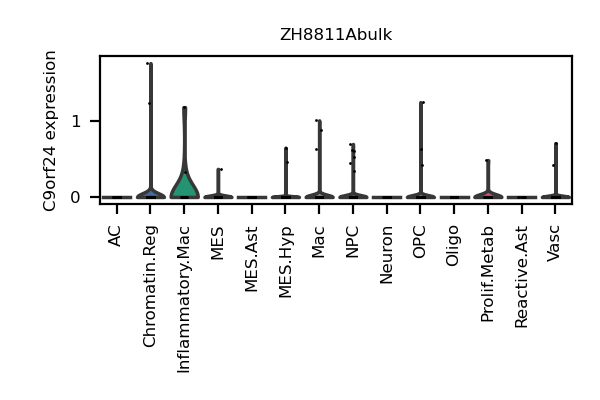 ZH8811Abulk
C9orf24 expression
1
0
AC
Chromatin.Reg
Inflammatory.Mac
MES
MES.Ast
MES.Hyp
Mac
NPC
Neuron
OPC
Oligo
Prolif.Metab
Reactive.Ast
Vasc